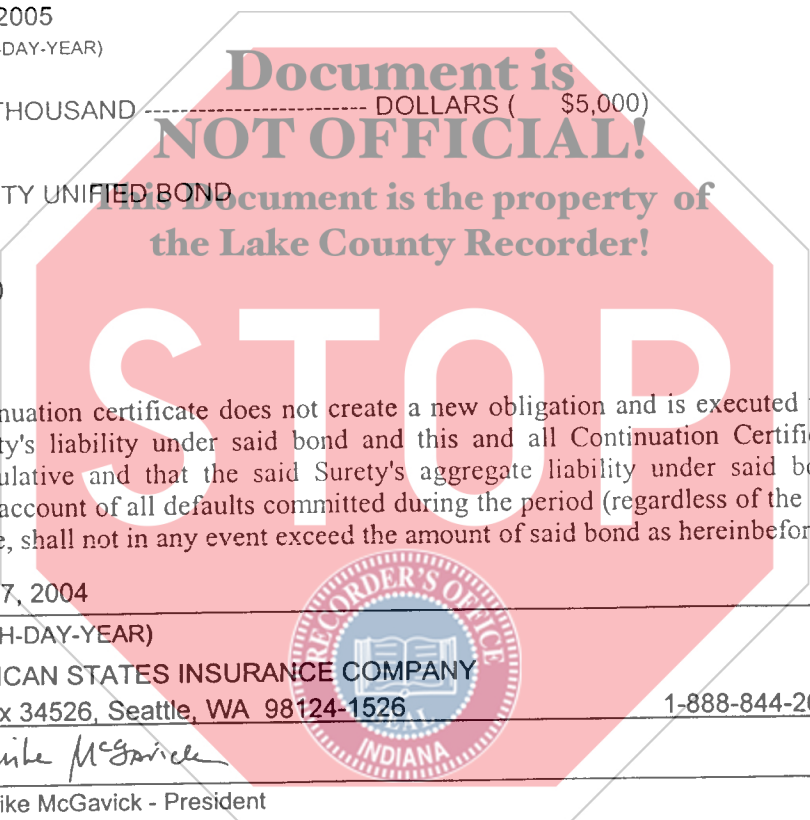 2005
-DAY-YEAR)
Document is
THOUSAND ------------------------- DOLLARS ( $5,000)
NOT OFFICIAL!
TY UNIFIED BOND
This Document is the property of
the Lake County Recorder!
)
STOP
nuation certificate does not create a new obligation and is executed
ty's liability under said bond and this and all Continuation Certific
ulative and that the said Surety's aggregate liability under said bo
account of all defaults committed during the period (regardless of the
e, shall not in any event exceed the amount of said bond as hereinbefor
7, 2004
H-DAY-YEAR)
RECORDER'S OFFICE
ICAN STATES INSURANCE COMPANY
x 34526, Seattle, WA 98124-1526 1-888-844-20
SEAL
INDIANA
Mike McGavick
ike McGavick - President